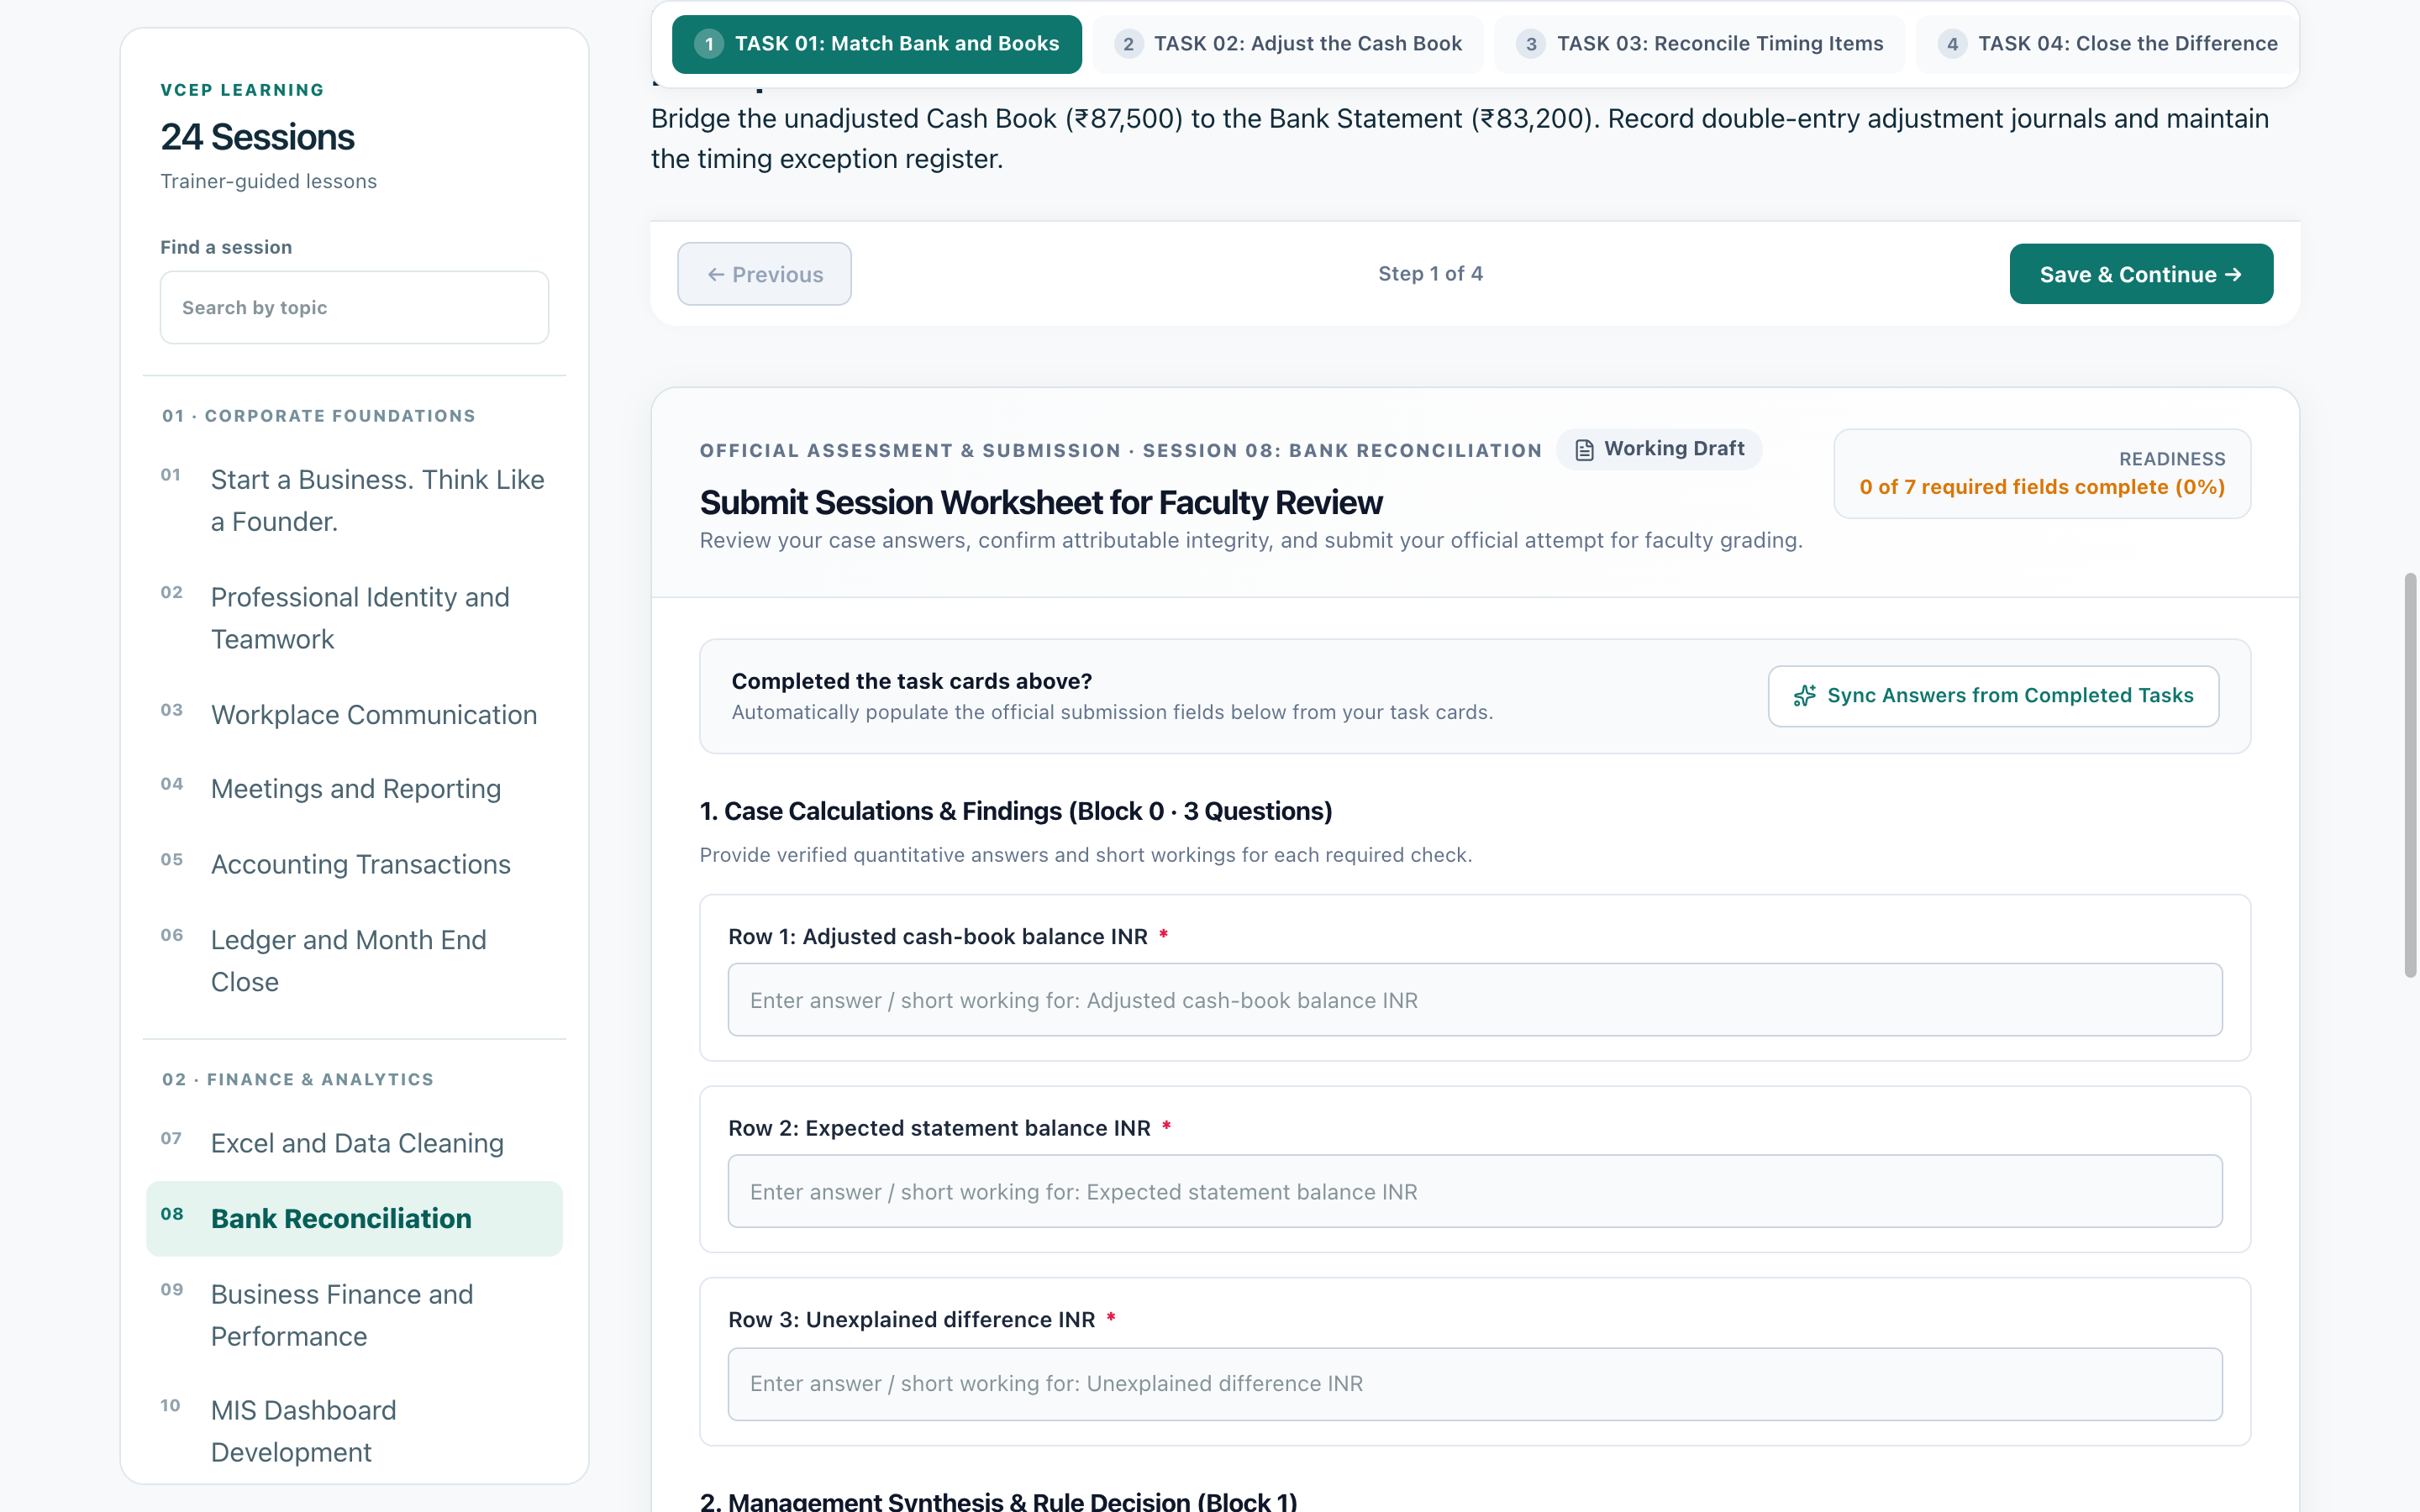 VCEP LEARNING
24 Sessions
Trainer-guided lessons
Find a session
Search by topic
01 · CORPORATE FOUNDATIONS
01 Start a Business. Think Like
a Founder.
02 Professional Identity and
Teamwork
03 Workplace Communication
04 Meetings and Reporting
05 Accounting Transactions
06 Ledger and Month End
Close
02 · FINANCE & ANALYTICS
07 Excel and Data Cleaning
08 Bank Reconciliation
09 Business Finance and
Performance
10 MIS Dashboard
Development
1 TASK 01: Match Bank and Books
2 TASK 02: Adjust the Cash Book
3 TASK 03: Reconcile Timing Items
4 TASK 04: Close the Difference
Bridge the unadjusted Cash Book (₹87,500) to the Bank Statement (₹83,200). Record double-entry adjustment journals and maintain
the timing exception register.
← Previous
Step 1 of 4
Save & Continue →
OFFICIAL ASSESSMENT & SUBMISSION · SESSION 08: BANK RECONCILIATION
Working Draft
READINESS
0 of 7 required fields complete (0%)
Submit Session Worksheet for Faculty Review
Review your case answers, confirm attributable integrity, and submit your official attempt for faculty grading.
Completed the task cards above?
Automatically populate the official submission fields below from your task cards.
Sync Answers from Completed Tasks
1. Case Calculations & Findings (Block 0 · 3 Questions)
Provide verified quantitative answers and short workings for each required check.
Row 1: Adjusted cash-book balance INR *
Enter answer / short working for: Adjusted cash-book balance INR
Row 2: Expected statement balance INR *
Enter answer / short working for: Expected statement balance INR
Row 3: Unexplained difference INR *
Enter answer / short working for: Unexplained difference INR
2. Management Synthesis & Rule Decision (Block 1)